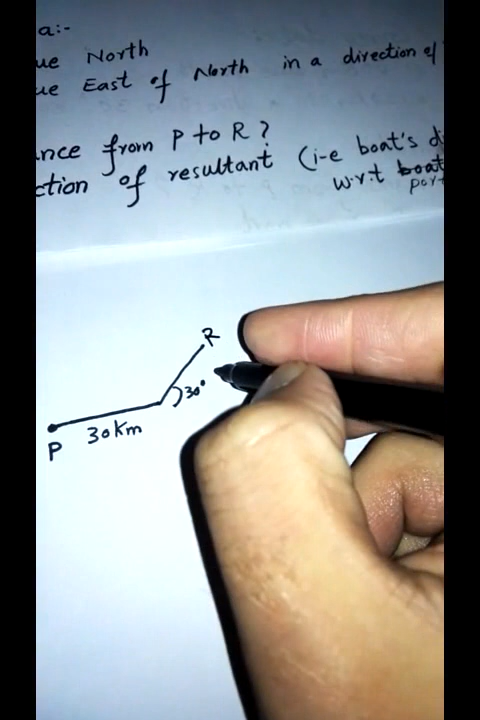 a:-
ue North
ue East of North in a direction of
nce from P to R?
ction of resultant (i-e boat's d
w.r.t boat
port
R
30°
30km
P